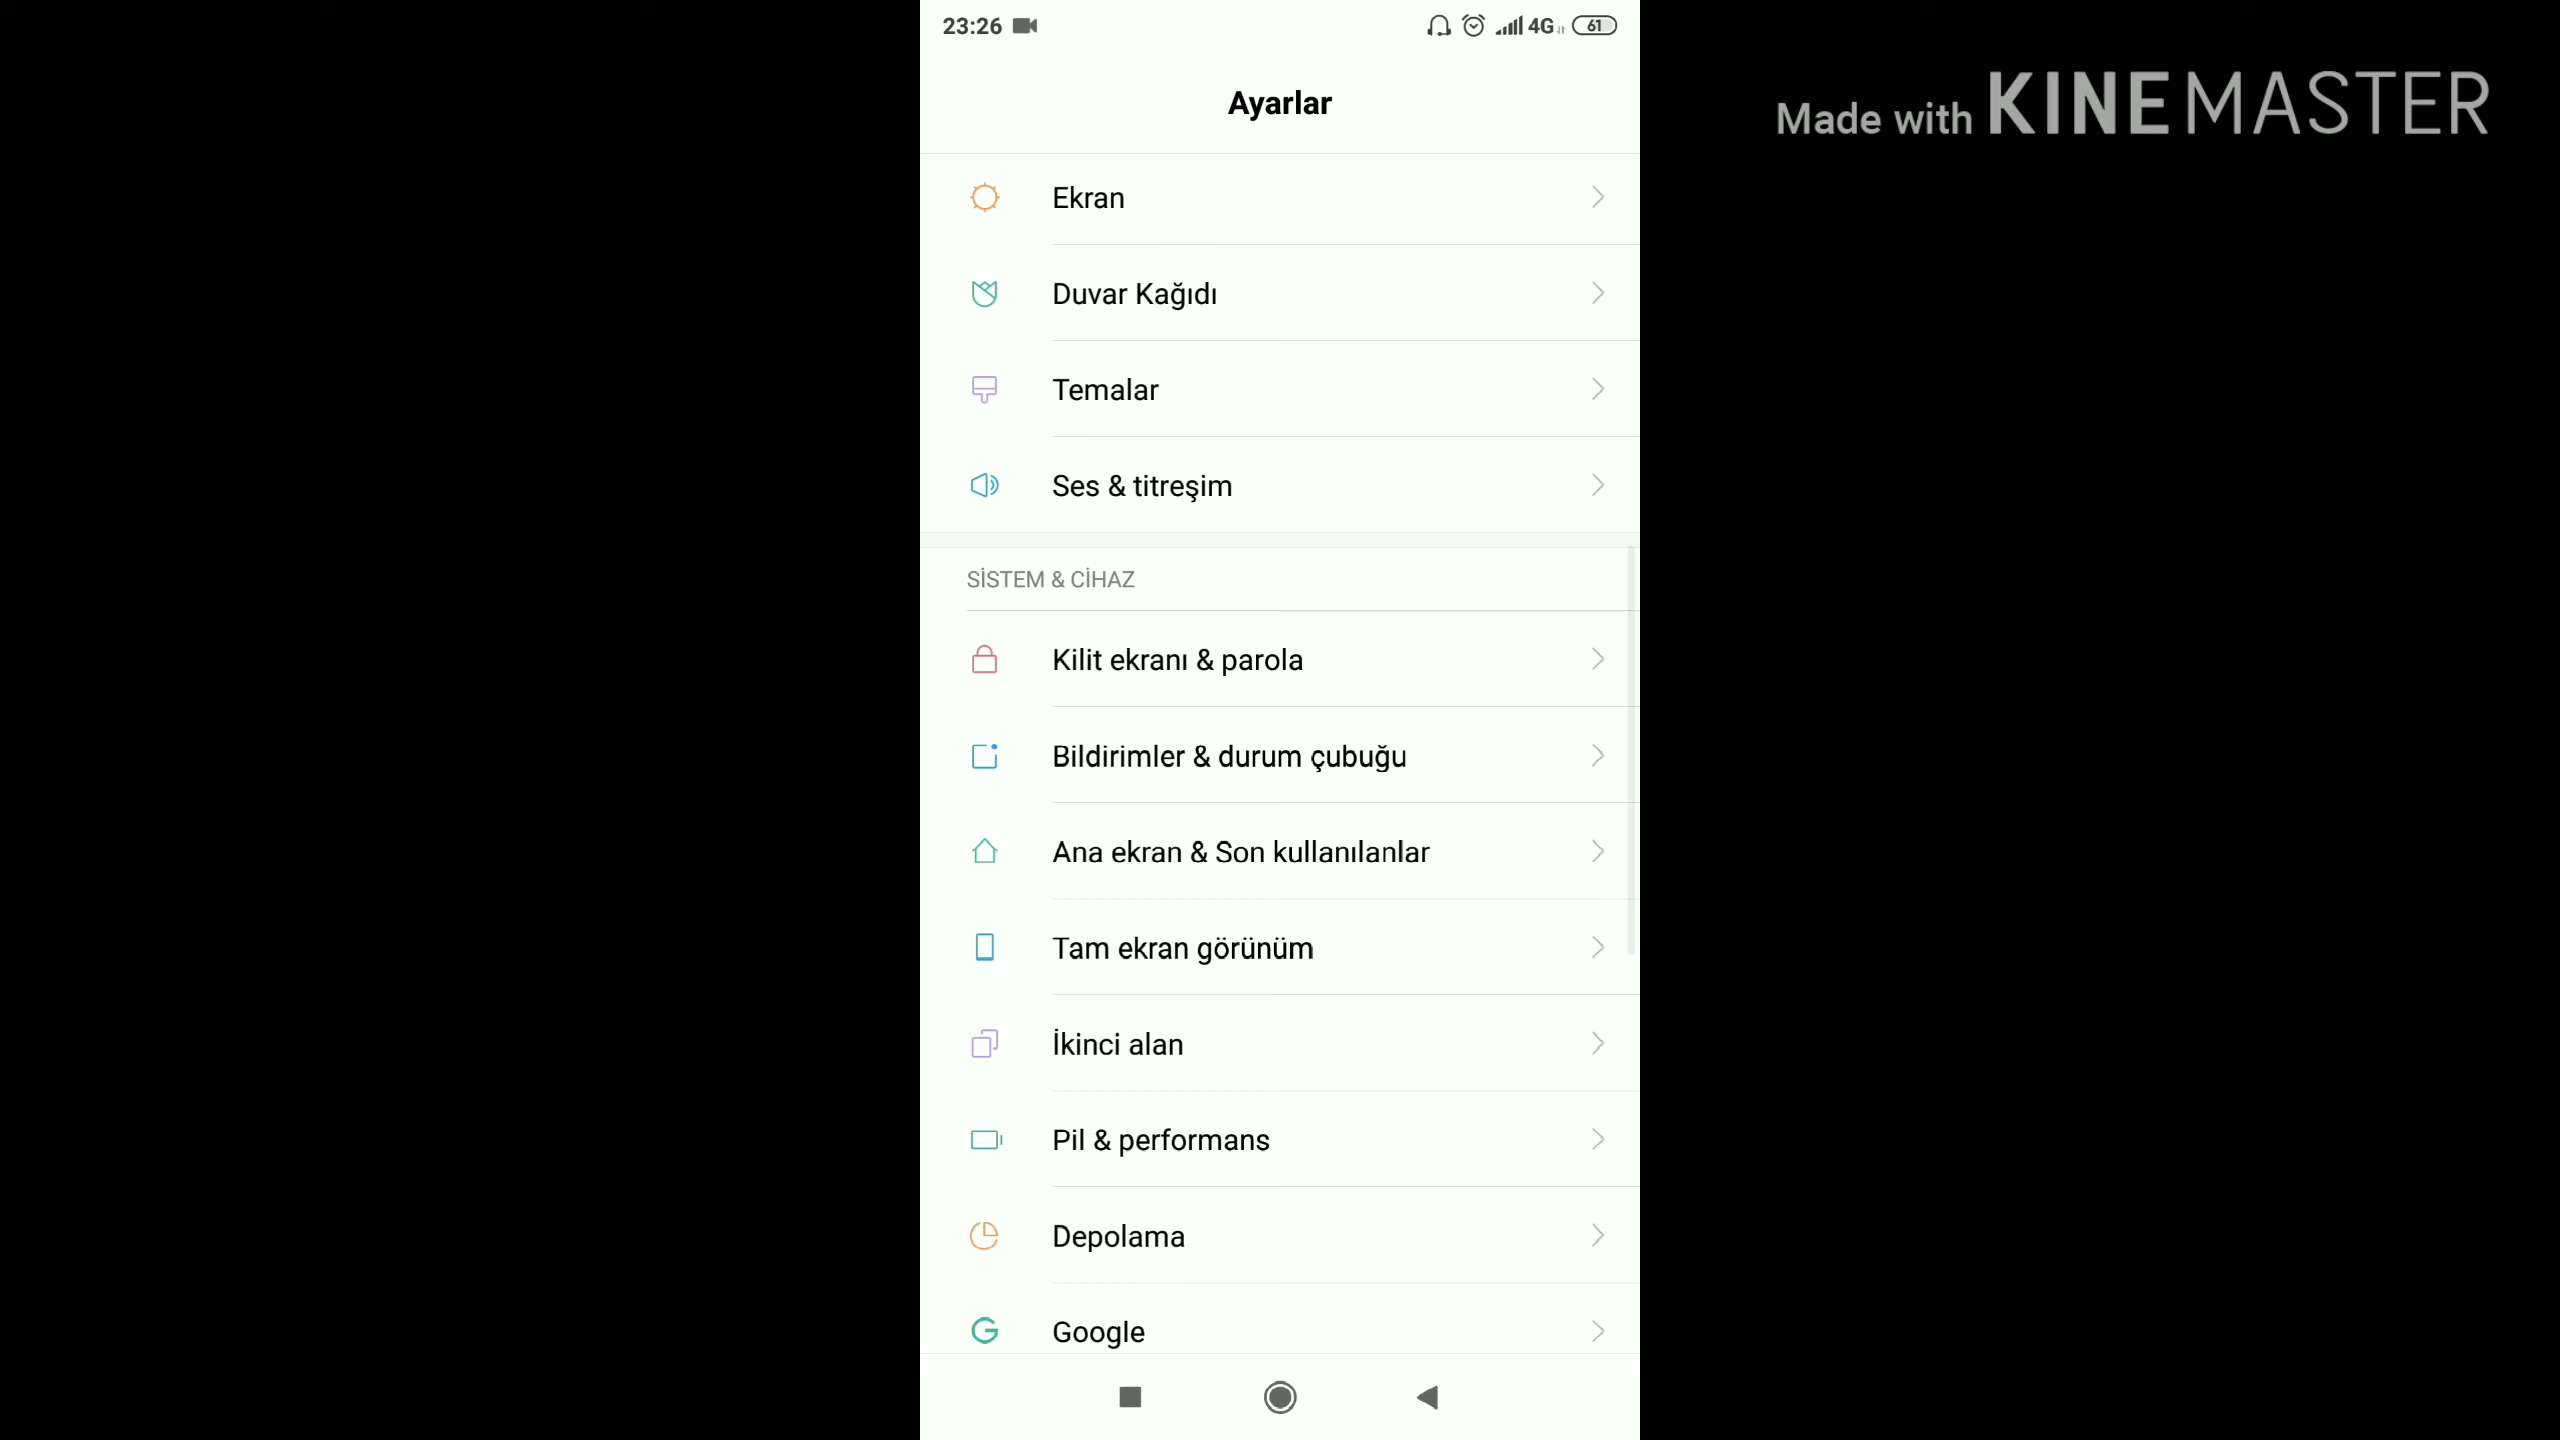 23:26
4G
61
Made with KINEMASTER
Ayarlar
Ekran
Duvar Kağıdı
Temalar
Ses & titreşim
SİSTEM & CİHAZ
Kilit ekranı & parola
Bildirimler & durum çubuğu
Ana ekran & Son kullanılanlar
Tam ekran görünüm
İkinci alan
Pil & performans
Depolama
Google